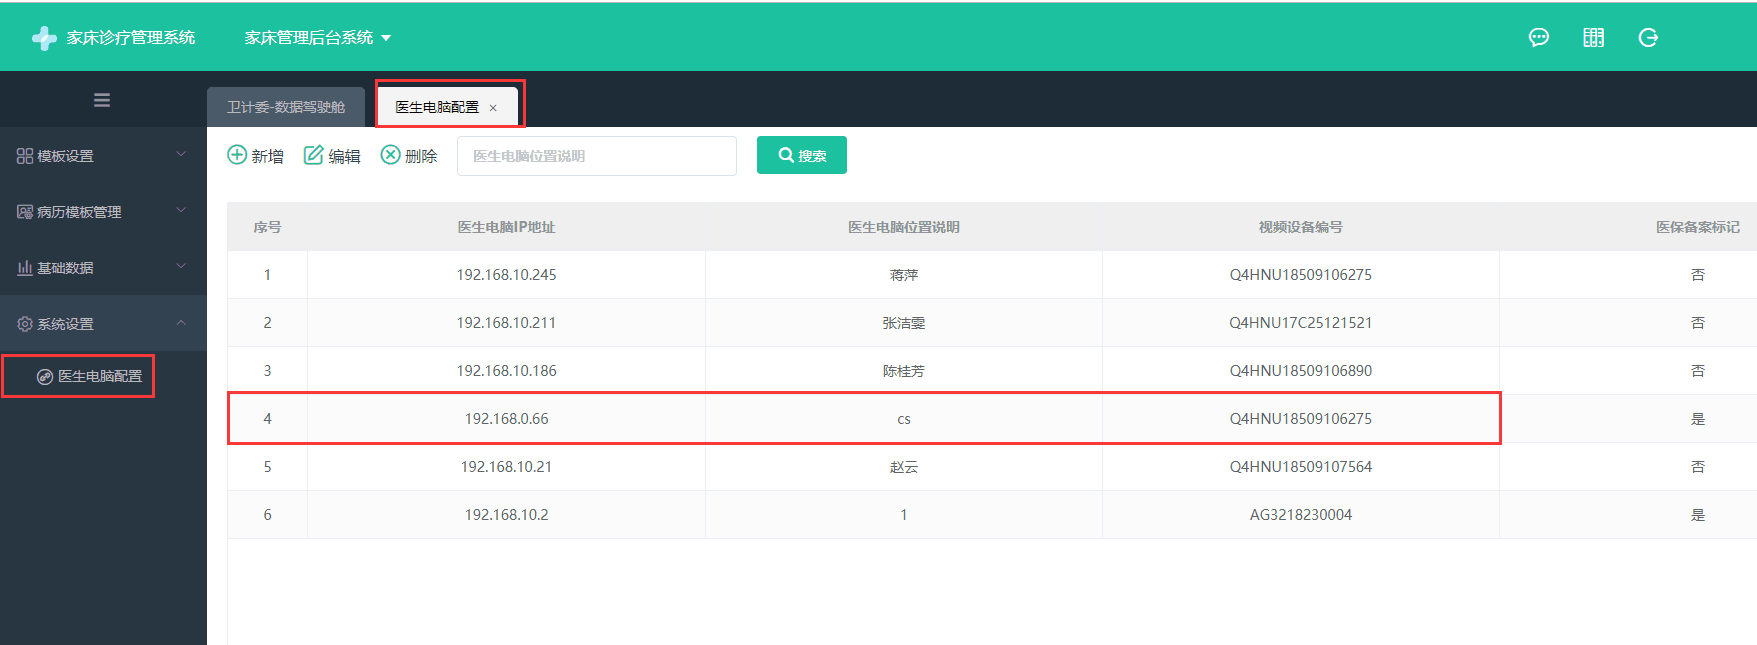 家床诊疗管理系统 家床管理后台系统
卫计委-数据驾驶舱 医生电脑配置 ×
模板设置
病历模板管理
基础数据
系统设置
医生电脑配置
新增 编辑 删除 医生电脑位置说明 搜索
序号 医生电脑IP地址 医生电脑位置说明 视频设备编号 医保备案标记
1 192.168.10.245 蒋萍 Q4HNU18509106275 否
2 192.168.10.211 张洁雯 Q4HNU17C25121521 否
3 192.168.10.186 陈桂芳 Q4HNU18509106890 否
4 192.168.0.66 cs Q4HNU18509106275 是
5 192.168.10.21 赵云 Q4HNU18509107564 否
6 192.168.10.2 1 AG3218230004 是